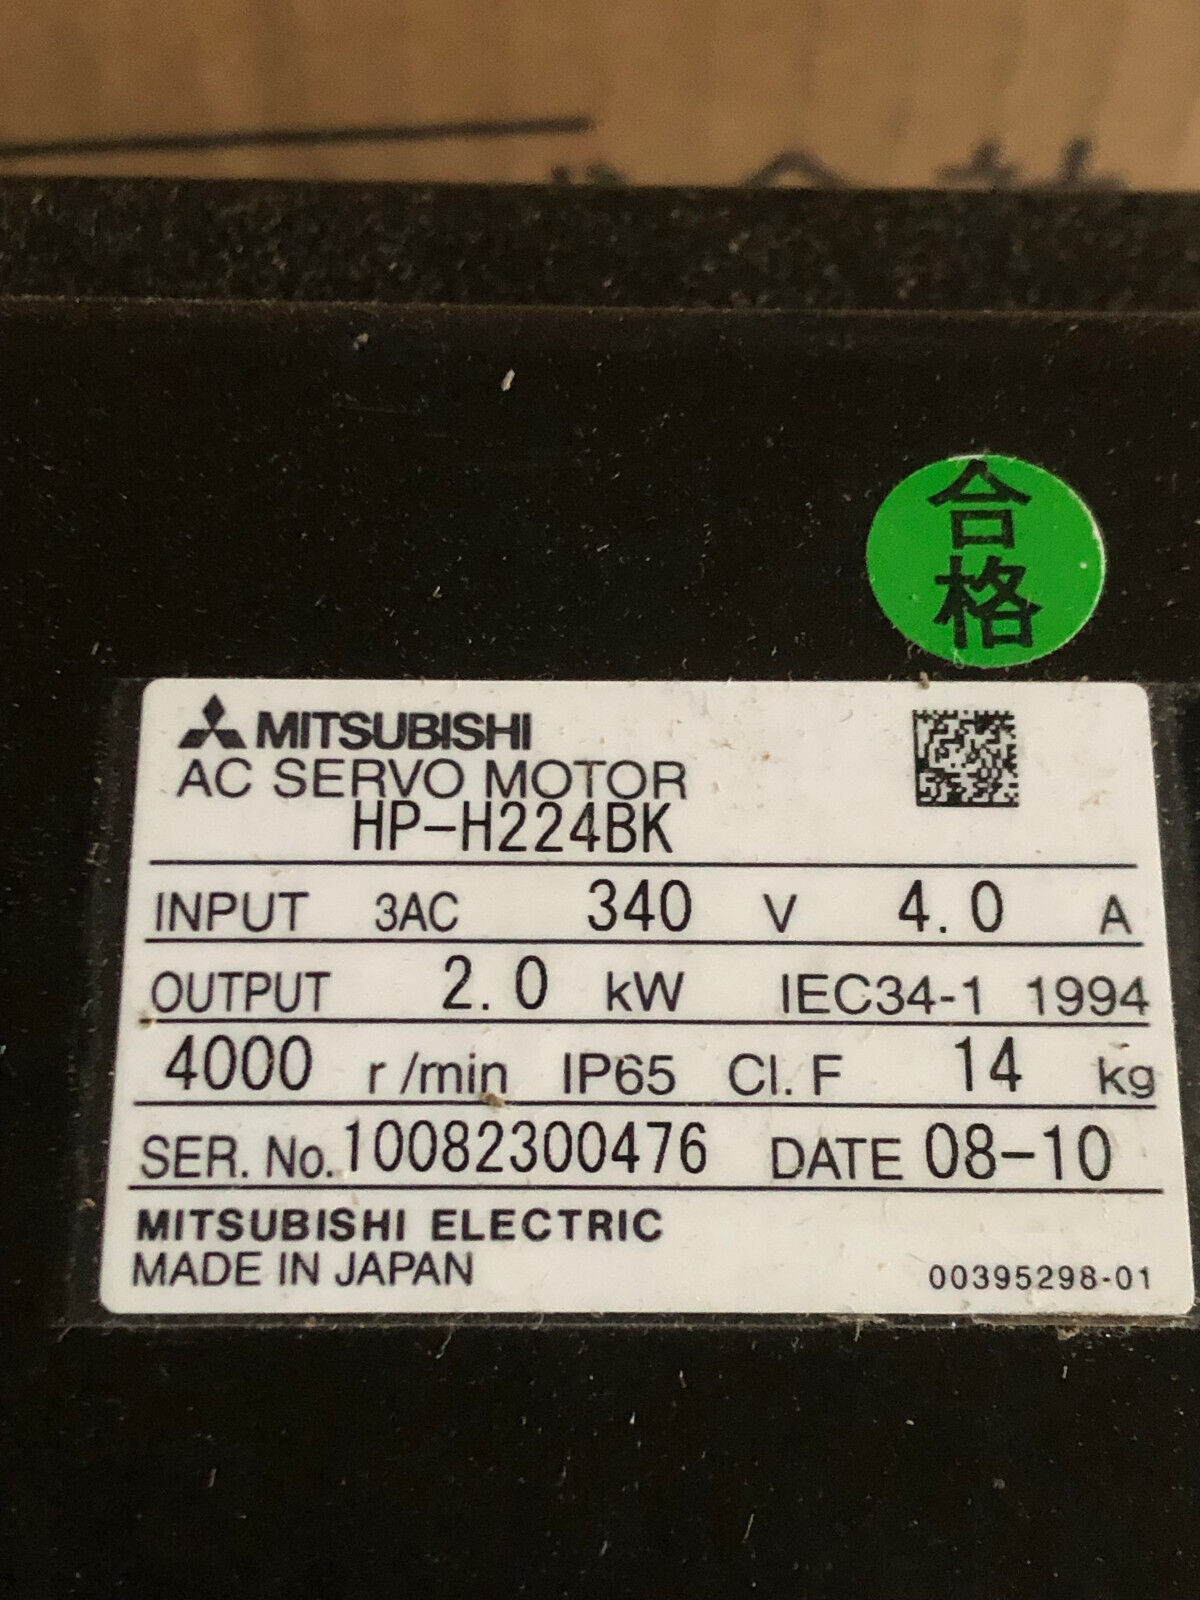 合
格
MITSUBISHI
AC SERVO MOTOR
HP-H224BK
INPUT 3AC 340 V 4.0 A
OUTPUT 2.0 kW IEC34-1 1994
4000 r/min IP65 Cl. F 14 kg
SER. No. 10082300476 DATE 08-10
MITSUBISHI ELECTRIC
MADE IN JAPAN 00395298-01